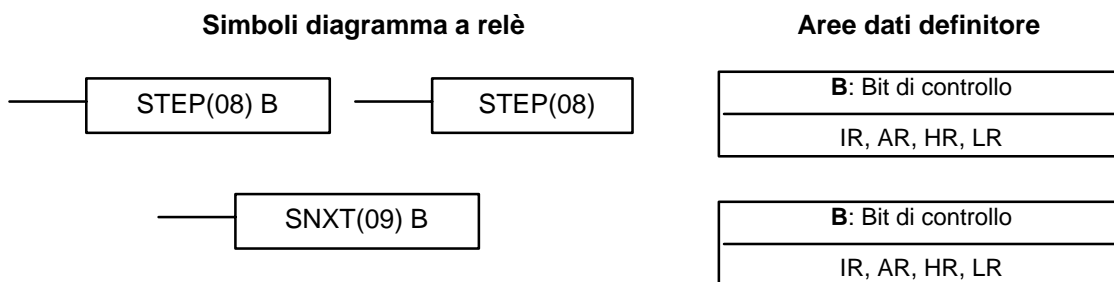 Simboli diagramma a relè
Aree dati definitore
STEP(08) B
STEP(08)
B: Bit di controllo
IR, AR, HR, LR
SNXT(09) B
B: Bit di controllo
IR, AR, HR, LR